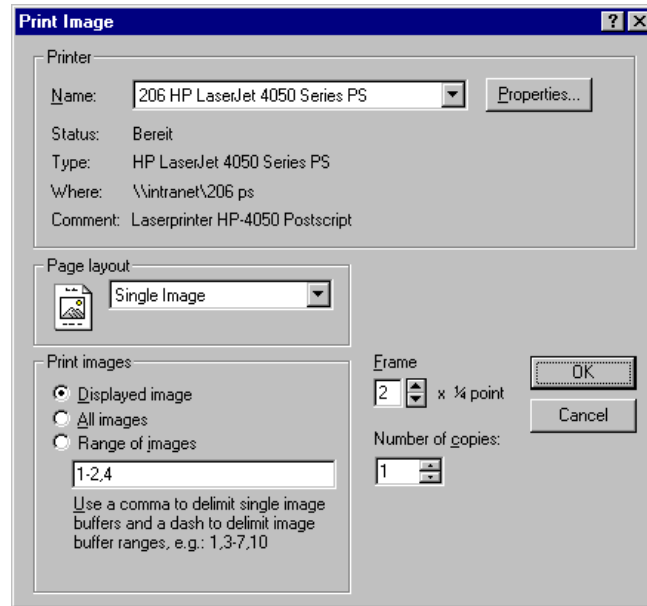 Print Image
Printer
Name: 206 HP LaserJet 4050 Series PS Properties...
Status: Bereit
Type: HP LaserJet 4050 Series PS
Where: \\intranet\206 ps
Comment: Laserprinter HP-4050 Postscript
Page layout
Single Image
Print images
Displayed image
All images
Range of images
1-2,4
Use a comma to delimit single image
buffers and a dash to delimit image
buffer ranges, e.g.: 1,3-7,10
Frame
2 x ¼ point
Number of copies:
1
OK
Cancel